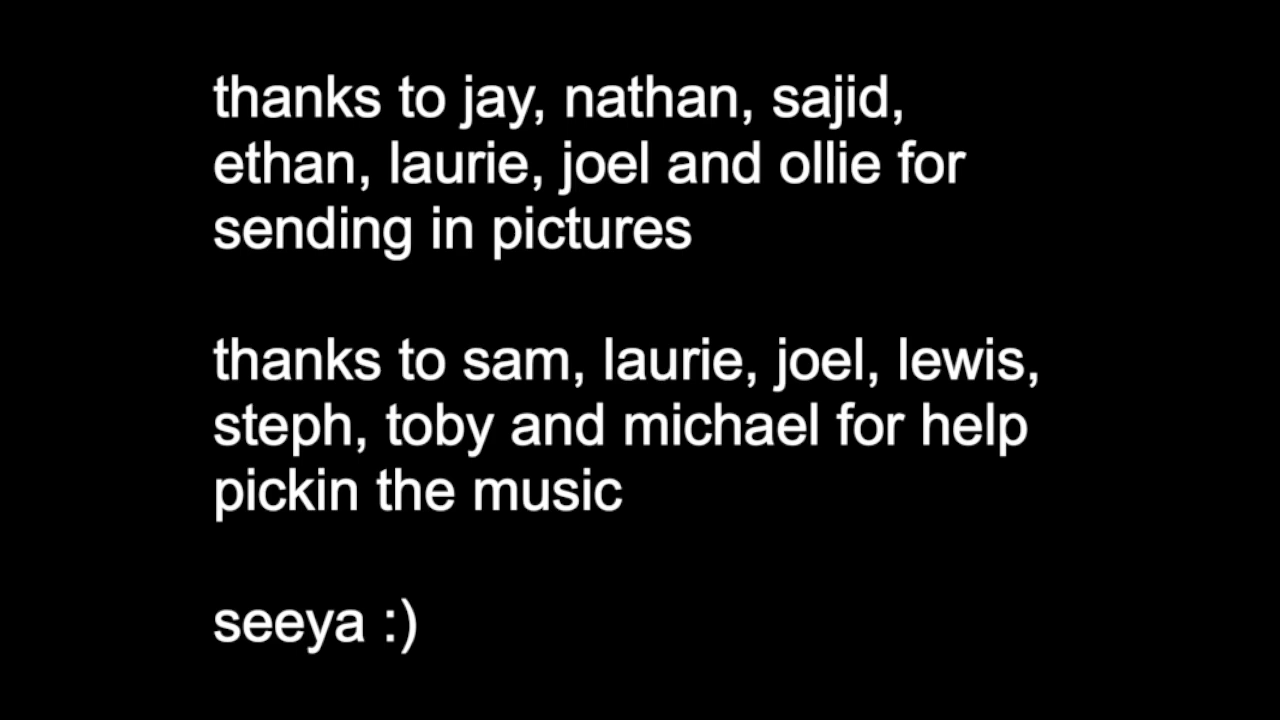 thanks to jay, nathan, sajid,
ethan, laurie, joel and ollie for
sending in pictures
thanks to sam, laurie, joel, lewis,
steph, toby and michael for help
pickin the music
seeya :)